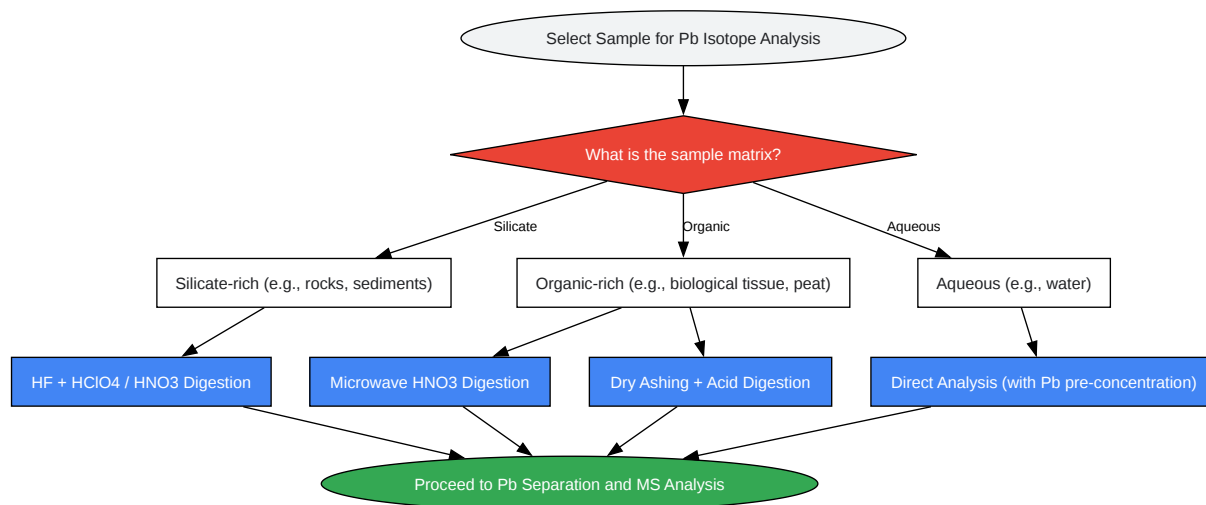 Select Sample for Pb Isotope Analysis
What is the sample matrix?
Silicate
Organic
Aqueous
Silicate-rich (e.g., rocks, sediments)
Organic-rich (e.g., biological tissue, peat)
Aqueous (e.g., water)
HF + HClO4 / HNO3 Digestion
Microwave HNO3 Digestion
Dry Ashing + Acid Digestion
Direct Analysis (with Pb pre-concentration)
Proceed to Pb Separation and MS Analysis